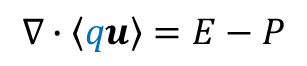 ∇ · ⟨q𝒖⟩ = E − P